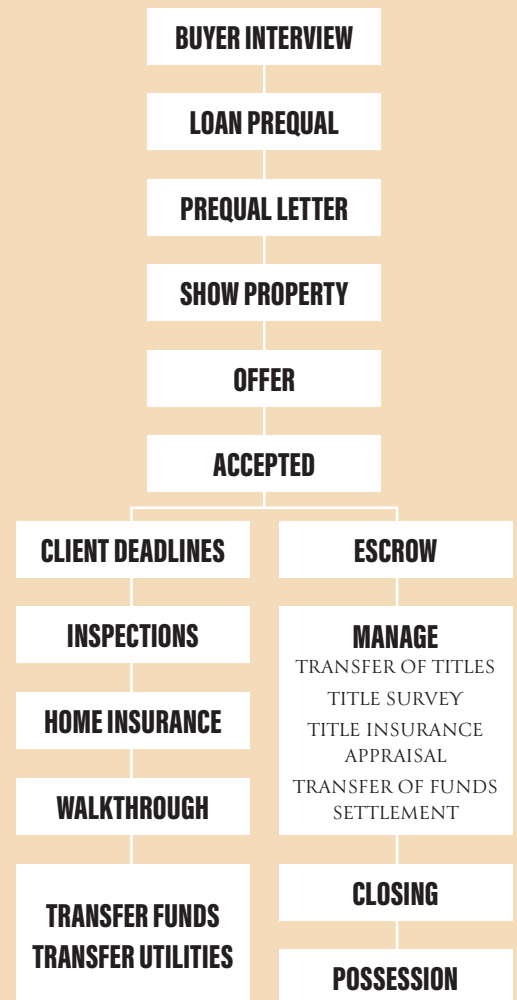 BUYER INTERVIEW
LOAN PREQUAL
PREQUAL LETTER
SHOW PROPERTY
OFFER
ACCEPTED
CLIENT DEADLINES
INSPECTIONS
HOME INSURANCE
WALKTHROUGH
TRANSFER FUNDS
TRANSFER UTILITIES
ESCROW
MANAGE
TRANSFER OF TITLES
TITLE SURVEY
TITLE INSURANCE
APPRAISAL
TRANSFER OF FUNDS
SETTLEMENT
CLOSING
POSSESSION